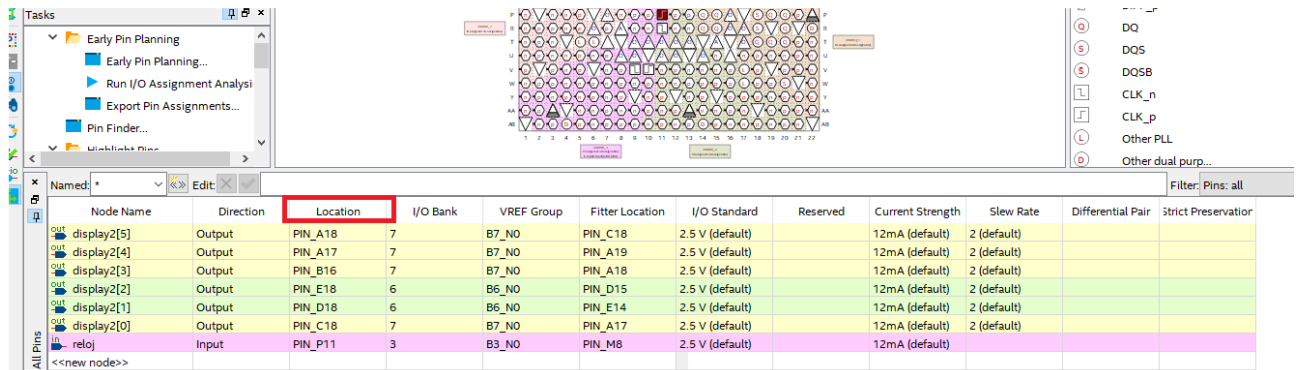 Tasks
Early Pin Planning
Early Pin Planning...
Run I/O Assignment Analysi
Export Pin Assignments...
Pin Finder...
Highlight Pins
P
R
T
U
V
W
Y
AA
AB
1 2 3 4 5 6 7 8 9 10 11 12 13 14 15 16 17 18 19 20 21 22
DIFF_p
DQ
DQS
DQSB
CLK_n
CLK_p
Other PLL
Other dual purp...
Named: * Edit: Filter: Pins: all
Node Name Direction Location I/O Bank VREF Group Fitter Location I/O Standard Reserved Current Strength Slew Rate Differential Pair Strict Preservation
display2[5] Output PIN_A18 7 B7_N0 PIN_C18 2.5 V (default) 12mA (default) 2 (default)
display2[4] Output PIN_A17 7 B7_N0 PIN_A19 2.5 V (default) 12mA (default) 2 (default)
display2[3] Output PIN_B16 7 B7_N0 PIN_A18 2.5 V (default) 12mA (default) 2 (default)
display2[2] Output PIN_E18 6 B6_N0 PIN_D15 2.5 V (default) 12mA (default) 2 (default)
display2[1] Output PIN_D18 6 B6_N0 PIN_E14 2.5 V (default) 12mA (default) 2 (default)
display2[0] Output PIN_C18 7 B7_N0 PIN_A17 2.5 V (default) 12mA (default) 2 (default)
reloj Input PIN_P11 3 B3_N0 PIN_M8 2.5 V (default) 12mA (default)
<<new node>>
All Pins